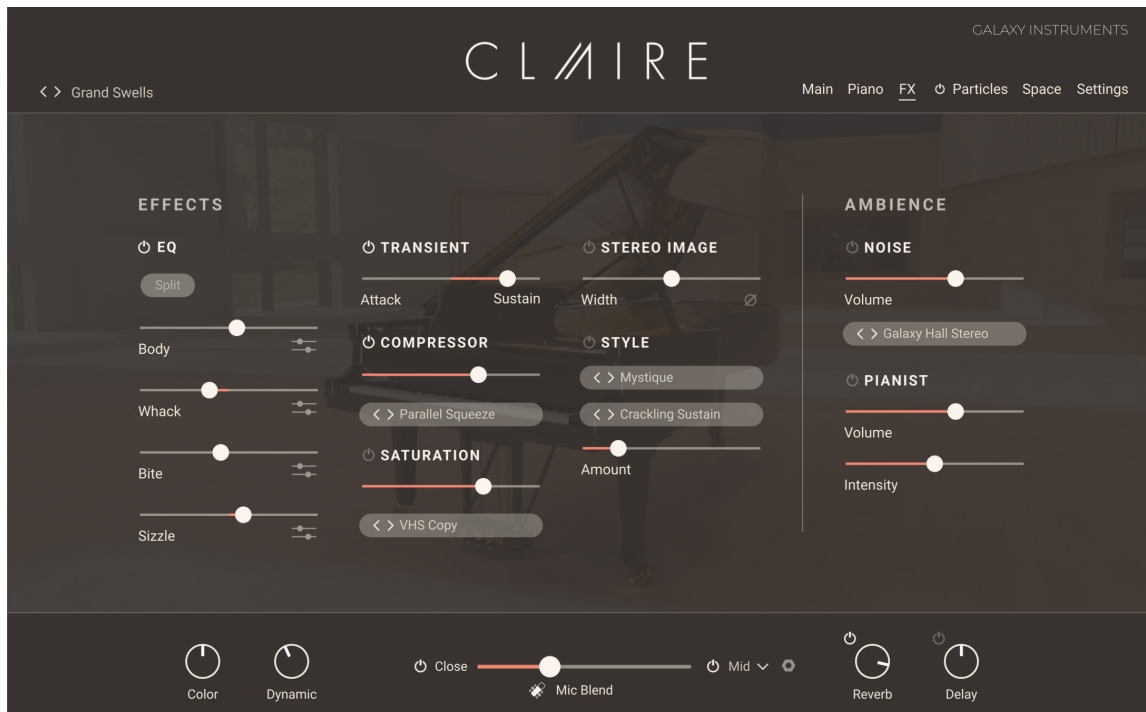 GALAXY INSTRUMENTS
CLAIRE
Grand Swells
Main Piano FX Particles Space Settings
EFFECTS
EQ
Split
Body
Whack
Bite
Sizzle
TRANSIENT
Attack Sustain
COMPRESSOR
Parallel Squeeze
SATURATION
VHS Copy
STEREO IMAGE
Width
STYLE
Mystique
Crackling Sustain
Amount
AMBIENCE
NOISE
Volume
Galaxy Hall Stereo
PIANIST
Volume
Intensity
Color
Dynamic
Close
Mid
Mic Blend
Reverb
Delay